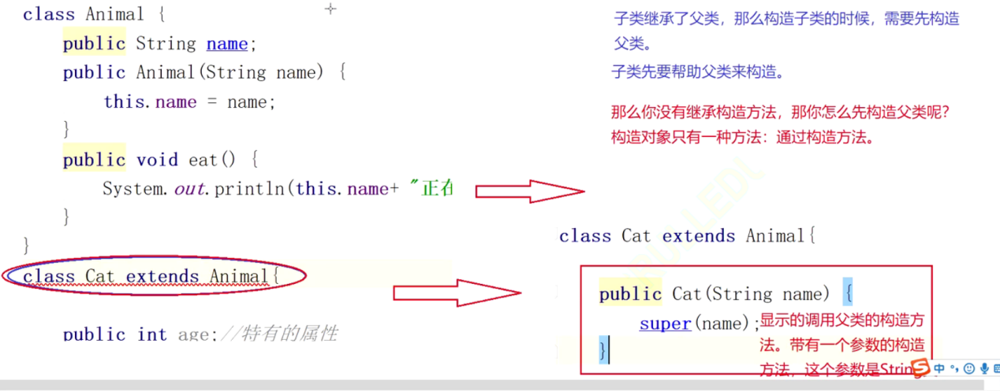 class Animal {
public String name;
public Animal(String name) {
this.name = name;
}
public void eat() {
System.out.println(this.name+ "正在
}
}
class Cat extends Animal{
public int age;//特有的属性
子类继承了父类，那么构造子类的时候，需要先构造
父类。
子类先要帮助父类来构造。
那么你没有继承构造方法，那你怎么先构造父类呢？
构造对象只有一种方法：通过构造方法。
class Cat extends Animal{
public Cat(String name) {
super(name);
}
显示的调用父类的构造方
法。带有一个参数的构造
方法，这个参数是String
中